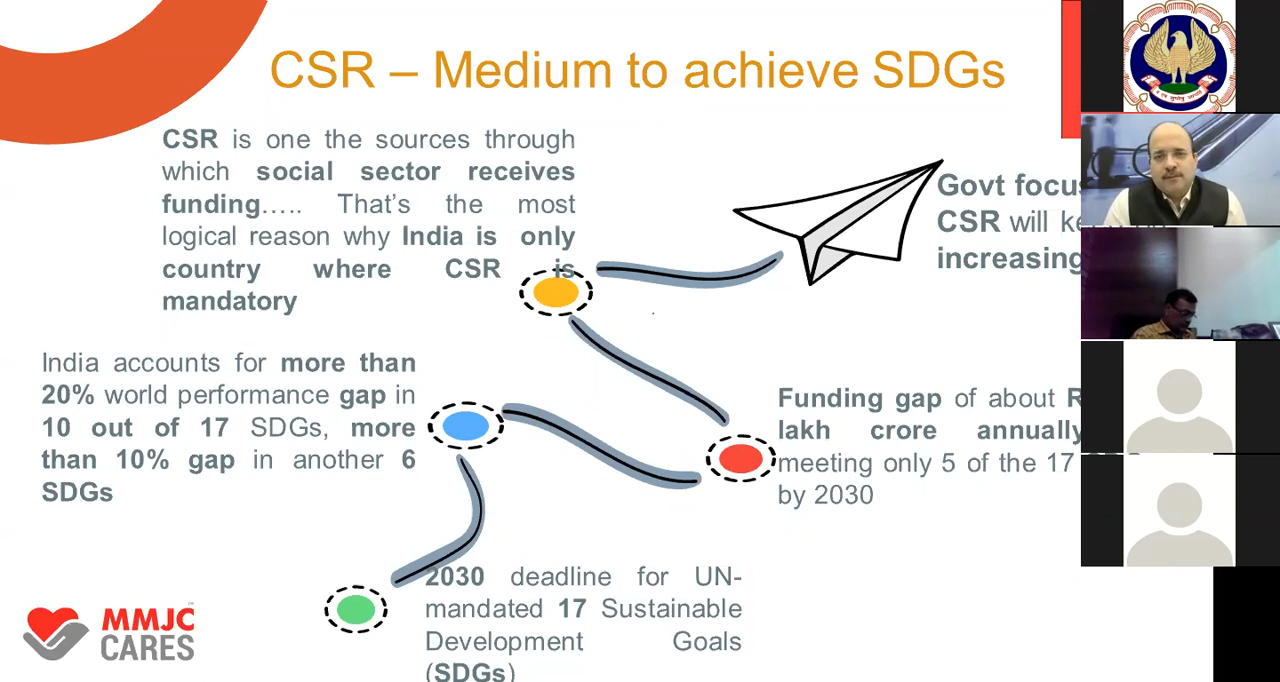 CSR – Medium to achieve SDGs
CSR is one the sources through
which social sector receives
funding….. That’s the most
logical reason why India is only
country where CSR is
mandatory
Govt focus
CSR will
increasing
India accounts for more than
20% world performance gap in
10 out of 17 SDGs, more
than 10% gap in another 6
SDGs
Funding gap of about
lakh crore annually
meeting only 5 of the 17
by 2030
2030 deadline for UN-
mandated 17 Sustainable
Development Goals
(SDGs)
MMJC
CARES